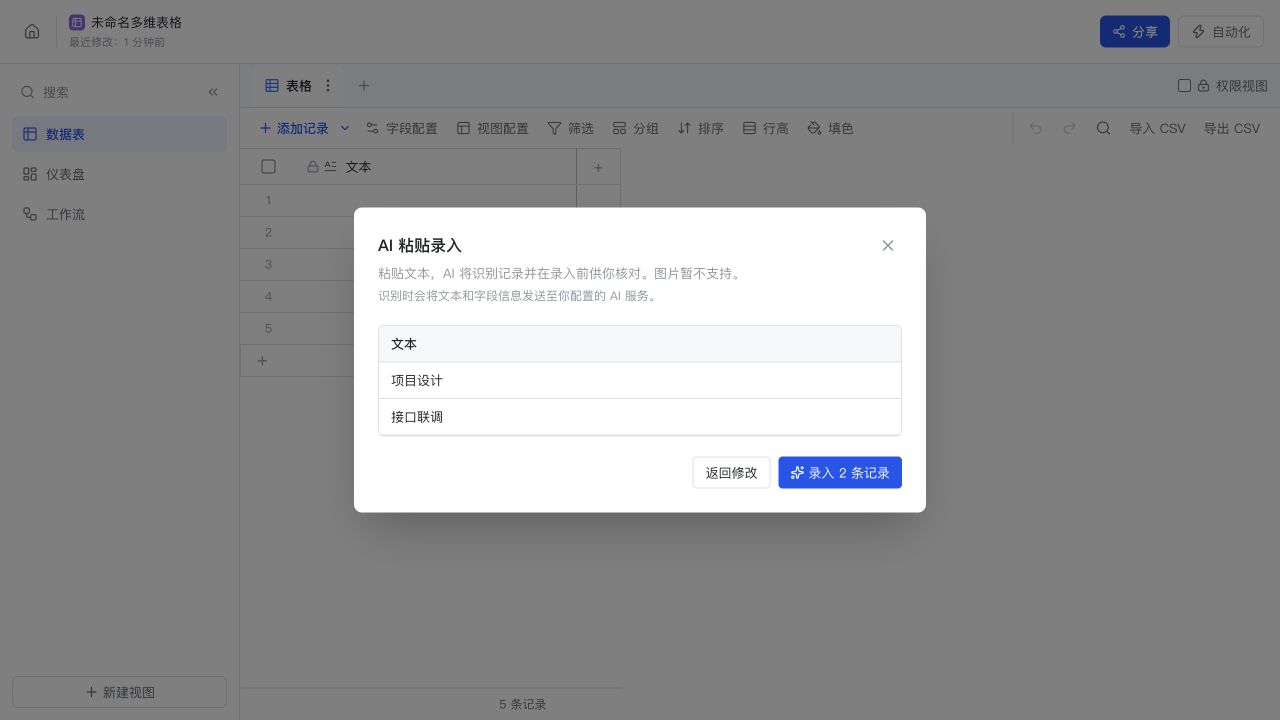 未命名多维表格
最近修改：1 分钟前
分享
自动化
搜索
表格
权限视图
数据表
添加记录
字段配置
视图配置
筛选
分组
排序
行高
填色
导入 CSV
导出 CSV
仪表盘
文本
工作流
1
2
3
4
5
AI 粘贴录入
粘贴文本，AI 将识别记录并在录入前供你核对。图片暂不支持。
识别时会将文本和字段信息发送至你配置的 AI 服务。
文本
项目设计
接口联调
返回修改
录入 2 条记录
新建视图
5 条记录